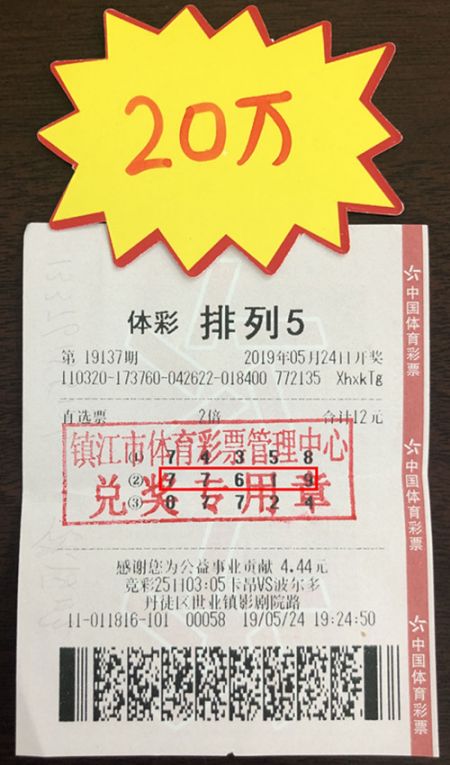 20万
体彩 排列5
第 19137期 2019年05月24日开奖
110320-173760-042622-018400 772135 XhxkTg
直选票 2倍 合计12元
镇江市体育彩票管理中心
① 7 4 3 5 8
② 7 7 6 1 9
兑奖专用章
③ 0 7 7 2 4
感谢您为公益事业贡献 4.44元
竞彩25日03:05卡昂VS波尔多
丹徒区世业镇影剧院路
11-011816-101 00058 19/05/24 19:24:50
中国体育彩票
中国体育彩票
中国体育彩票